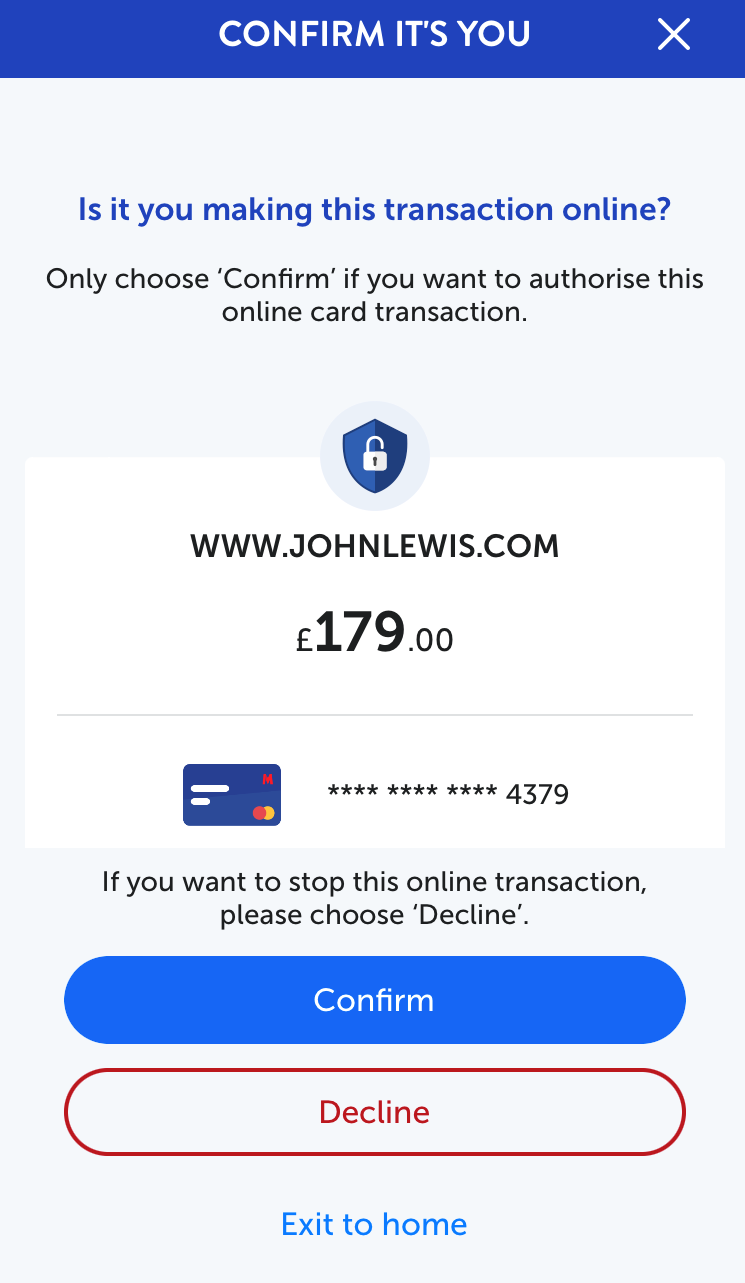 CONFIRM IT'S YOU
Is it you making this transaction online?
Only choose ‘Confirm’ if you want to authorise this
online card transaction.
WWW.JOHNLEWIS.COM
£179.00
M
**** **** **** 4379
If you want to stop this online transaction,
please choose ‘Decline’.
Confirm
Decline
Exit to home